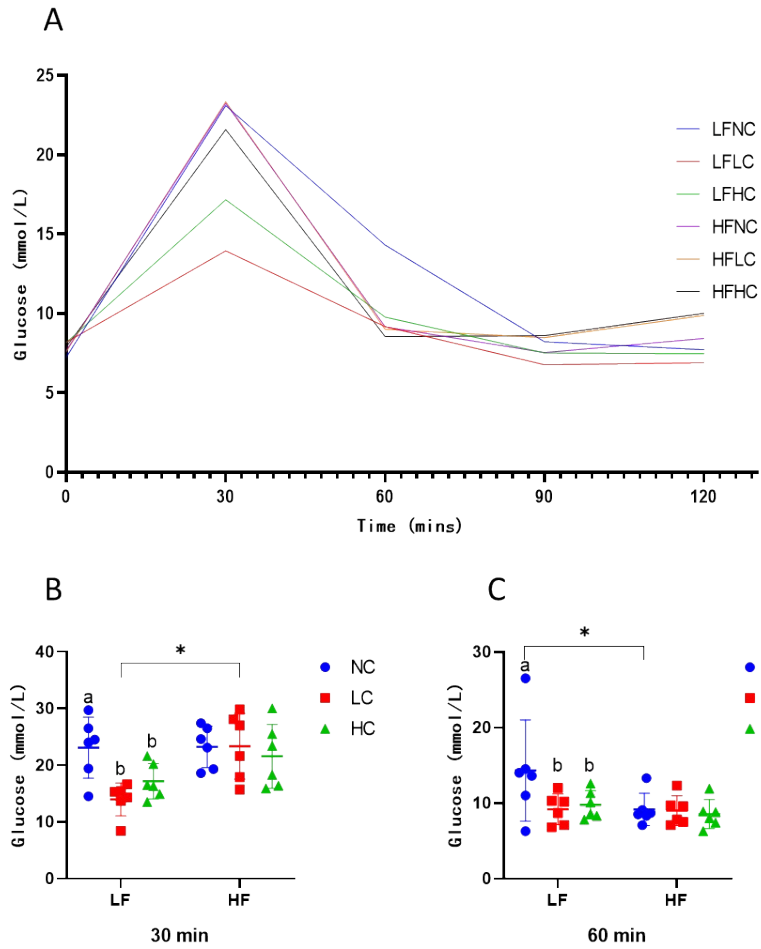 A
Glucose (mmol/L)
25
20
15
10
5
0
0 30 60 90 120
Time (mins)
LFNC
LFLC
LFHC
HFNC
HFLC
HFHC
B
Glucose (mmol/L)
40
30
20
10
0
*
a
b
b
LF HF
30 min
NC
LC
HC
C
Glucose (mmol/L)
30
20
10
0
*
a
b
b
LF HF
60 min